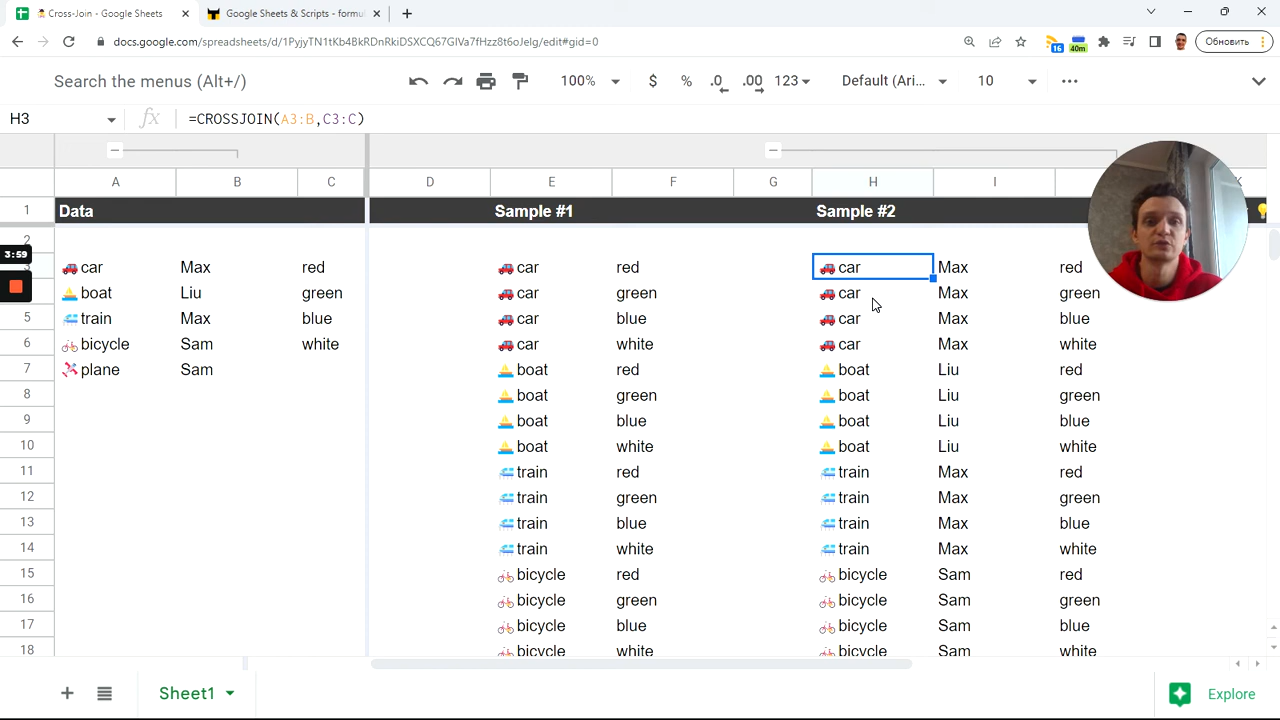 Cross-Join - Google Sheets
Google Sheets & Scripts - formul
docs.google.com/spreadsheets/d/1PyjyTN1tKb4BkRDnRkiDSXCQ67GIVa7fHzz8t6oJelg/edit#gid=0
16
40m
Обновить
Search the menus (Alt+/)
100%
$
%
.0
.00
123
Default (Ari...
10
H3
fx
=CROSSJOIN(A3:B,C3:C)
A B C D E F G H I K
1 Data Sample #1 Sample #2
2
3:59
3 car Max red car red car Max red
boat Liu green car green car Max green
5 train Max blue car blue car Max blue
6 bicycle Sam white car white car Max white
7 plane Sam boat red boat Liu red
8 boat green boat Liu green
9 boat blue boat Liu blue
10 boat white boat Liu white
11 train red train Max red
12 train green train Max green
13 train blue train Max blue
14 train white train Max white
15 bicycle red bicycle Sam red
16 bicycle green bicycle Sam green
17 bicycle blue bicycle Sam blue
18 bicycle white bicycle Sam white
Sheet1
Explore